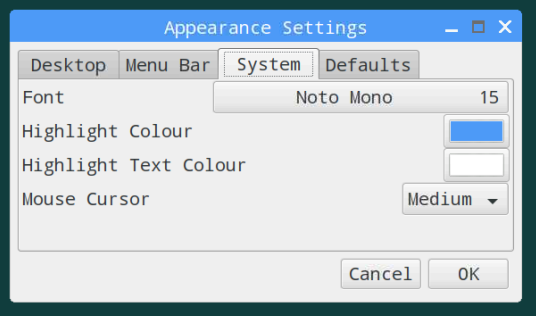 Appearance Settings
Desktop Menu Bar System Defaults
Font Noto Mono 15
Highlight Colour
Highlight Text Colour
Mouse Cursor Medium
Cancel OK